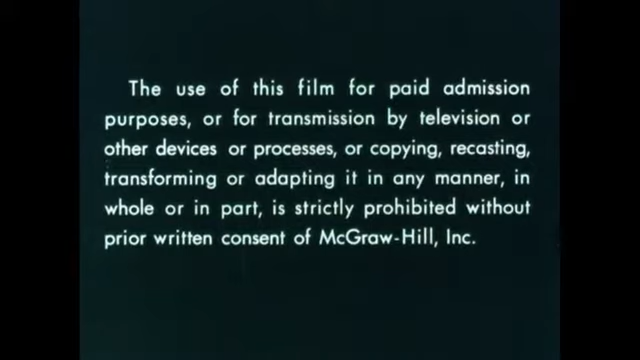 The use of this film for paid admission
purposes, or for transmission by television or
other devices or processes, or copying, recasting,
transforming or adapting it in any manner, in
whole or in part, is strictly prohibited without
prior written consent of McGraw-Hill, Inc.